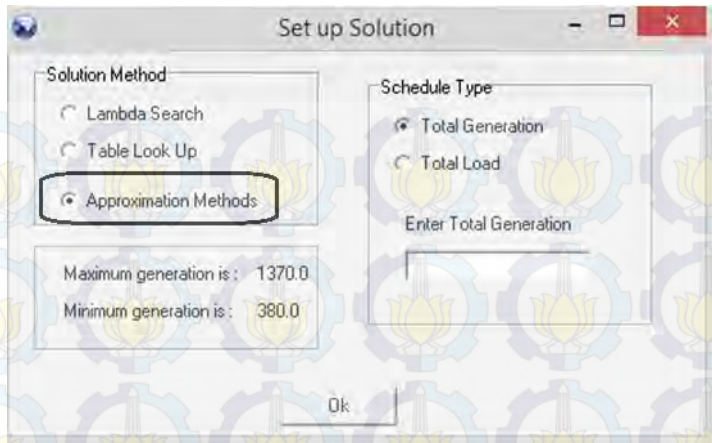 Set up Solution
Solution Method
Lambda Search
Table Look Up
Approximation Methods
Maximum generation is : 1370.0
Minimum generation is : 380.0
Schedule Type
Total Generation
Total Load
Enter Total Generation
Ok